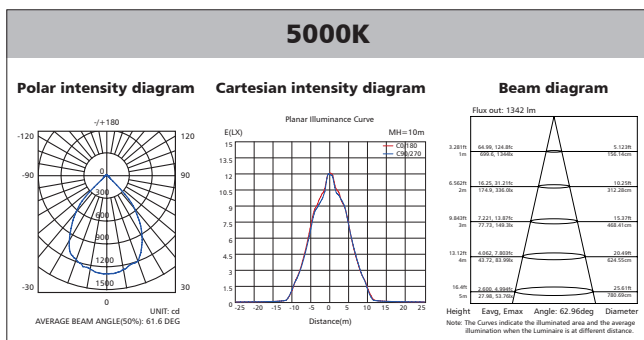 5000K
Polar intensity diagram
-/+180
-120
120
-90
90
0
300
600
900
1200
1500
-30
30
0
UNIT: cd
AVERAGE BEAM ANGLE(50%): 61.6 DEG
Cartesian intensity diagram
Planar Illuminance Curve
E(LX)
MH=10m
C0/180
C90/270
15
13.5
12
10.5
9
7.5
6
4.5
3
1.5
0
-25 -20 -15 -10 -5 0 5 10 15 20 25
Distance(m)
Beam diagram
Flux out: 1342 lm
3.281ft 64.99, 124.8fc 5.123ft
1m 699.6, 1344lx 156.14cm
6.562ft 16.25, 31.21fc 10.25ft
2m 174.9, 336.0lx 312.28cm
9.843ft 7.221, 13.87fc 15.37ft
3m 77.73, 149.3lx 468.41cm
13.12ft 4.062, 7.803fc 20.49ft
4m 43.72, 83.99lx 624.55cm
16.4ft 2.600, 4.994fc 25.61ft
5m 27.98, 53.76lx 780.69cm
Height Eavg, Emax Angle: 62.96deg Diameter
Note: The Curves indicate the illuminated area and the average
illumination when the Luminaire is at different distance.